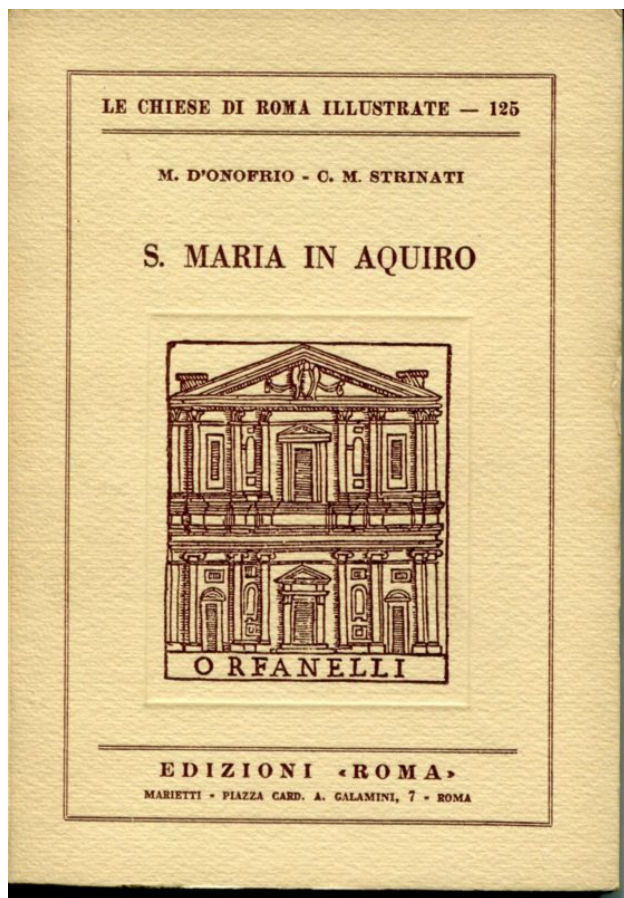 LE CHIESE DI ROMA ILLUSTRATE — 125
M. D'ONOFRIO - C. M. STRINATI
S. MARIA IN AQUIRO
ORFANELLI
EDIZIONI «ROMA»
MARIETTI - PIAZZA CARD. A. GALAMINI, 7 - ROMA